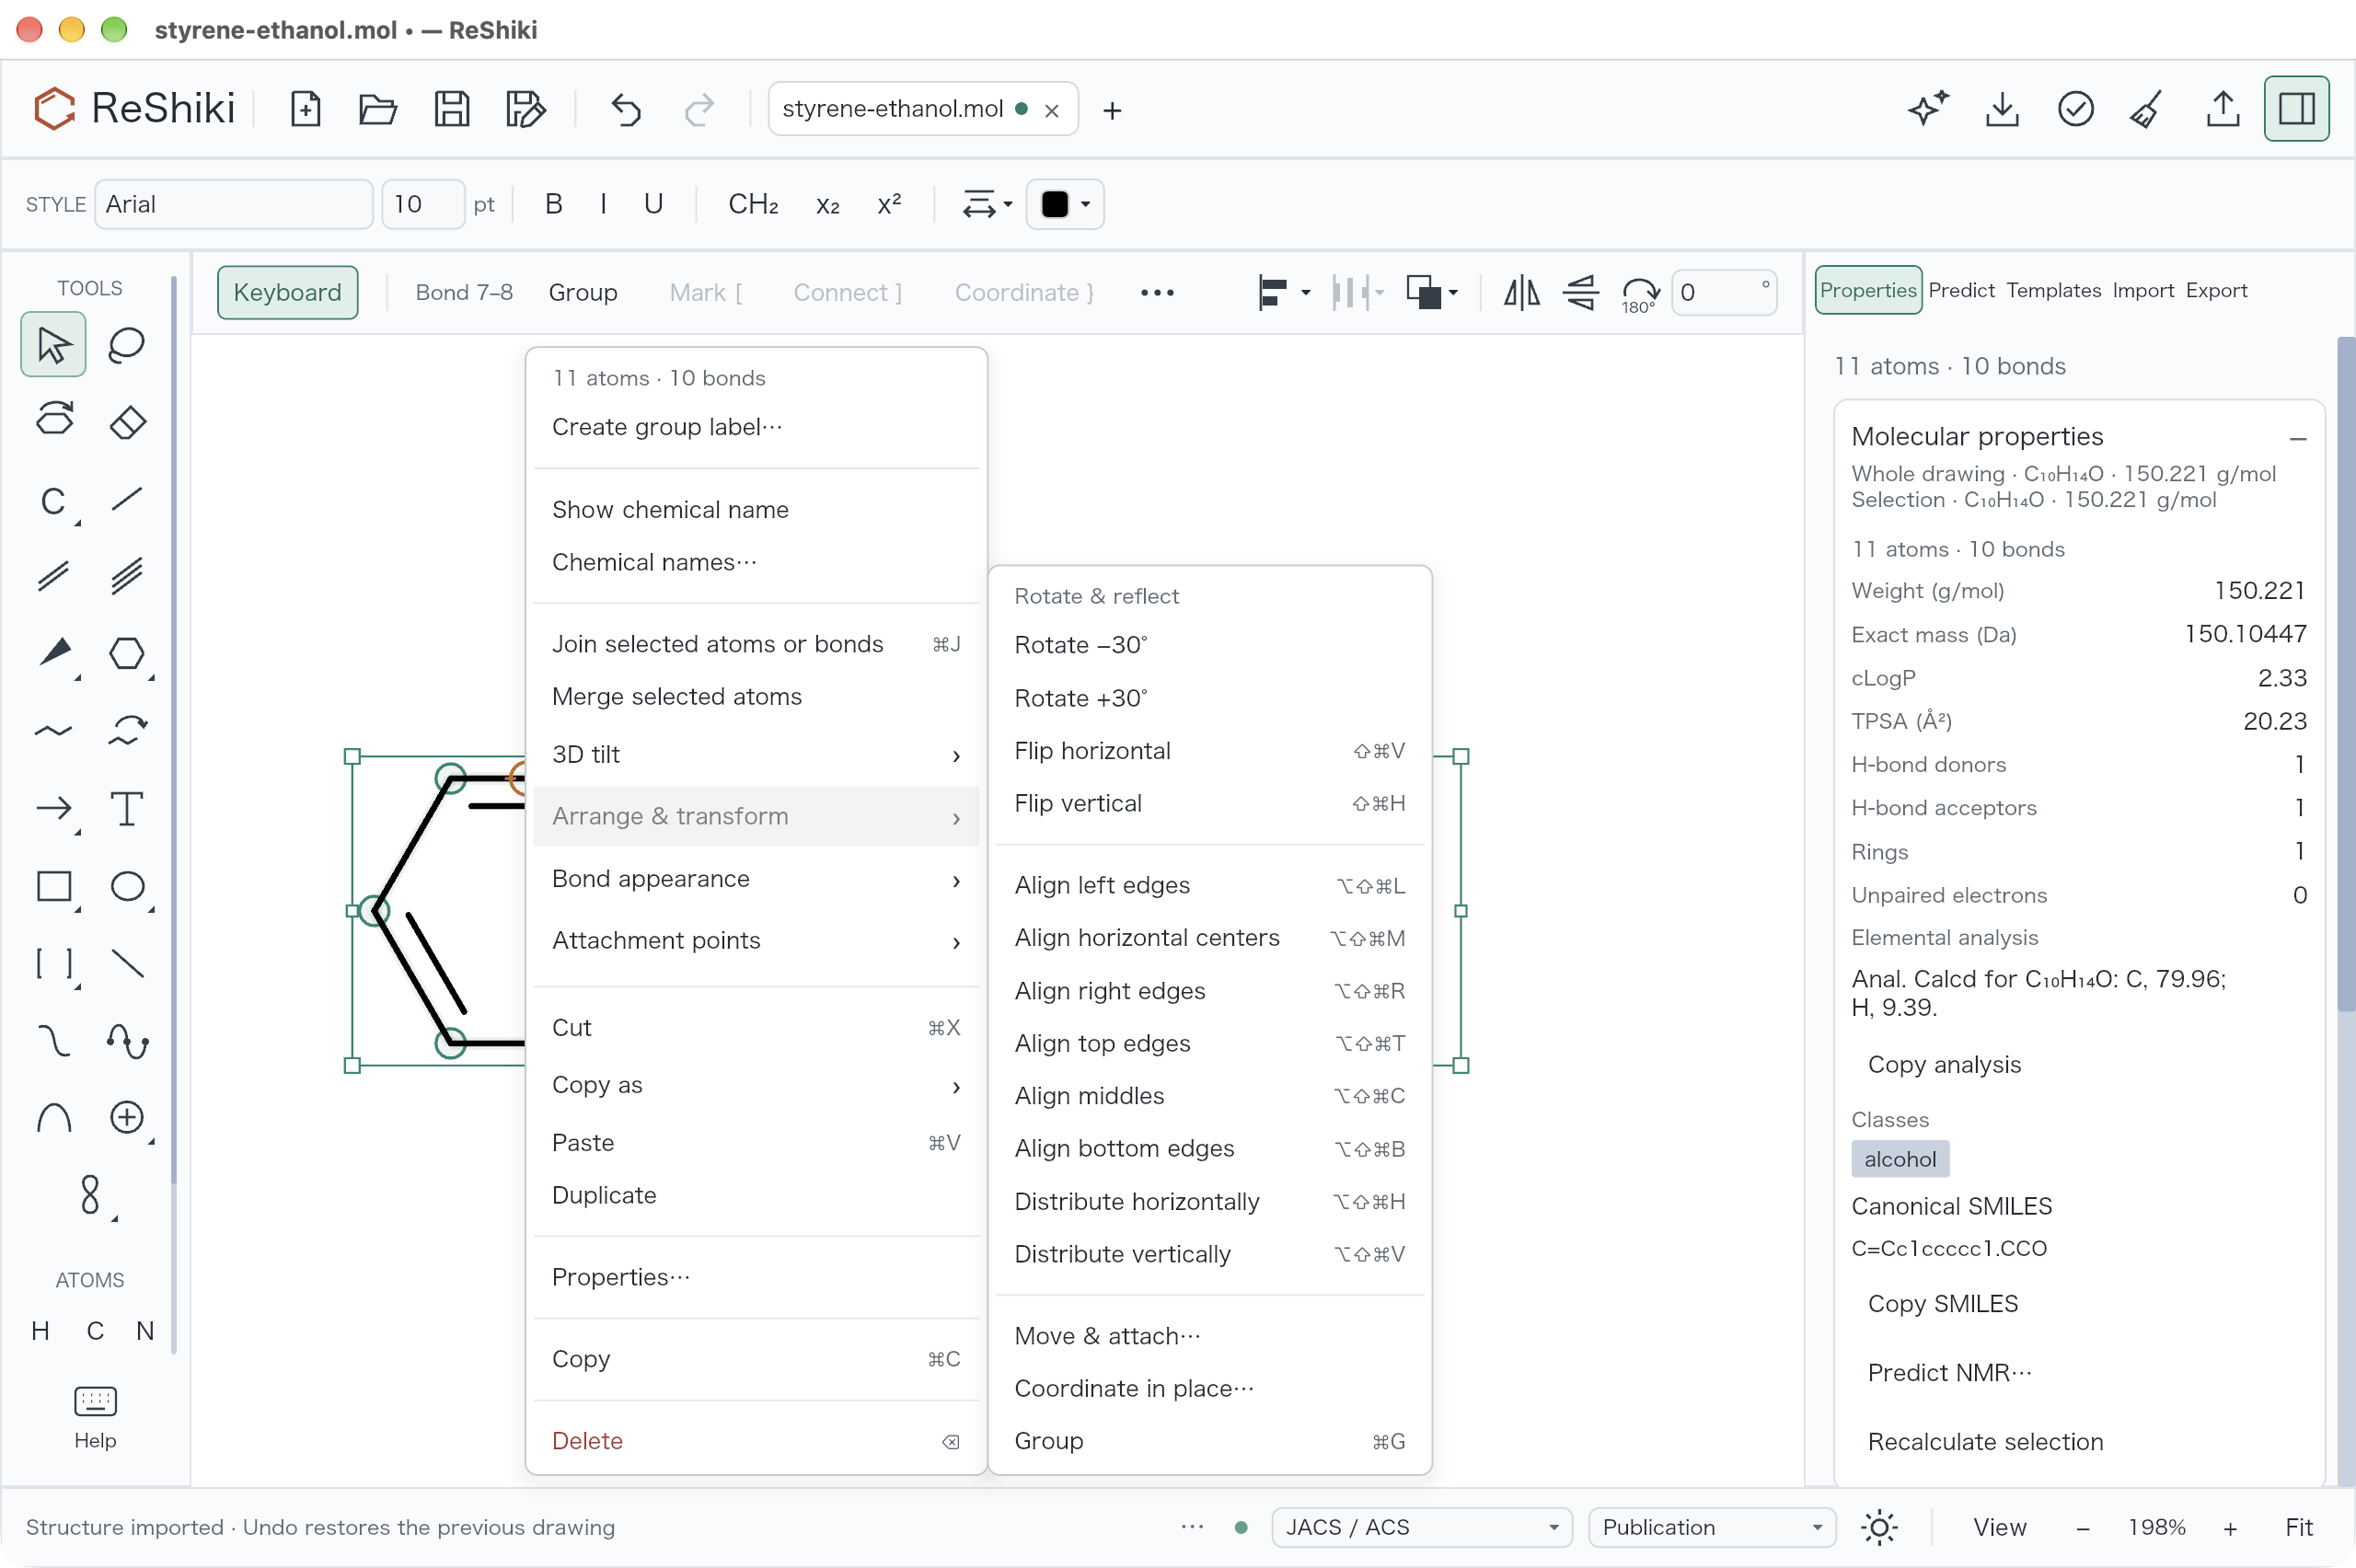 styrene-ethanol.mol • — ReShiki
ReShiki
styrene-ethanol.mol ● × +
STYLE Arial 10 pt B I U CH₂ x₂ x²
TOOLS
C
T
[ ]
ATOMS
H C N
Help
Keyboard Bond 7–8 Group Mark [ Connect ] Coordinate } ••• 180° 0 °
11 atoms · 10 bonds
Create group label···
Show chemical name
Chemical names···
Join selected atoms or bonds ⌘J
Merge selected atoms
3D tilt ›
Arrange & transform ›
Bond appearance ›
Attachment points ›
Cut ⌘X
Copy as ›
Paste ⌘V
Duplicate
Properties···
Copy ⌘C
Delete ⌫
Rotate & reflect
Rotate –30°
Rotate +30°
Flip horizontal ⇧⌘V
Flip vertical ⇧⌘H
Align left edges ⌥⇧⌘L
Align horizontal centers ⌥⇧⌘M
Align right edges ⌥⇧⌘R
Align top edges ⌥⇧⌘T
Align middles ⌥⇧⌘C
Align bottom edges ⌥⇧⌘B
Distribute horizontally ⌥⇧⌘H
Distribute vertically ⌥⇧⌘V
Move & attach···
Coordinate in place···
Group ⌘G
Properties Predict Templates Import Export
11 atoms · 10 bonds
Molecular properties –
Whole drawing · C₁₀H₁₄O · 150.221 g/mol
Selection · C₁₀H₁₄O · 150.221 g/mol
11 atoms · 10 bonds
Weight (g/mol) 150.221
Exact mass (Da) 150.10447
cLogP 2.33
TPSA (Å²) 20.23
H-bond donors 1
H-bond acceptors 1
Rings 1
Unpaired electrons 0
Elemental analysis
Anal. Calcd for C₁₀H₁₄O: C, 79.96;
H, 9.39.
Copy analysis
Classes
alcohol
Canonical SMILES
C=Cc1ccccc1.CCO
Copy SMILES
Predict NMR···
Recalculate selection
Structure imported · Undo restores the previous drawing ··· JACS / ACS Publication View – 198% + Fit